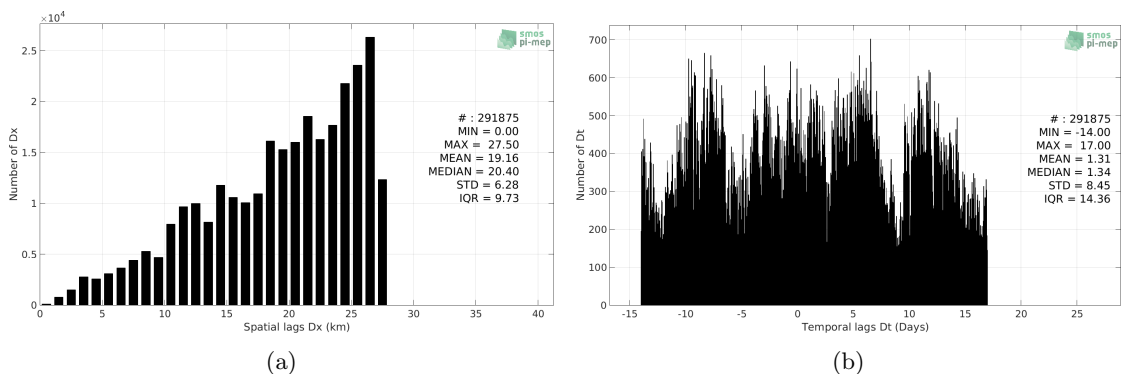 ×10⁴
2.5
2
1.5
1
0.5
0
Number of Dx
0 5 10 15 20 25 30 35 40
Spatial lags Dx (km)
smos
pi-mep
# : 291875
MIN = 0.00
MAX = 27.50
MEAN = 19.16
MEDIAN = 20.40
STD = 6.28
IQR = 9.73
(a)
700
600
500
400
300
200
100
0
Number of Dt
-15 -10 -5 0 5 10 15 20 25
Temporal lags Dt (Days)
smos
pi-mep
# : 291875
MIN = -14.00
MAX = 17.00
MEAN = 1.31
MEDIAN = 1.34
STD = 8.45
IQR = 14.36
(b)